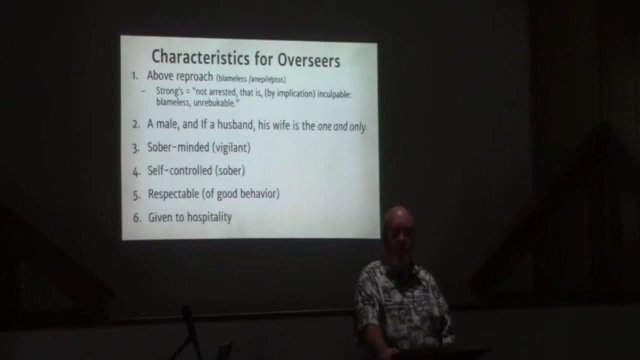 Characteristics for Overseers
1. Above reproach (blameless /anepileptos)
– Strong's = "not arrested, that is, (by implication) inculpable:
blameless, unrebukable."
2. A male, and If a husband, his wife is the one and only
3. Sober-minded (vigilant)
4. Self-controlled (sober)
5. Respectable (of good behavior)
6. Given to hospitality